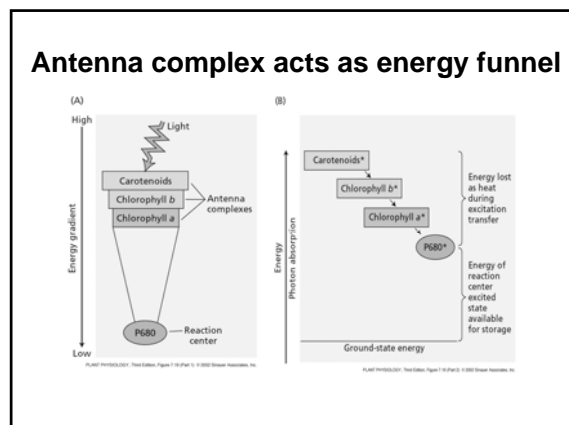 Antenna complex acts as energy funnel
(A)
High
Light
Carotenoids
Chlorophyll b
Chlorophyll a
Antenna
complexes
Energy gradient
P680
Reaction
center
Low
PLANT PHYSIOLOGY, Third Edition, Figure 7.18 (Part 1) © 2002 Sinauer Associates, Inc.
(B)
Carotenoids*
Chlorophyll b*
Chlorophyll a*
P680*
Energy
Photon absorption
Energy lost
as heat
during
excitation
transfer
Energy of
reaction
center
excited
state
available
for storage
Ground-state energy
PLANT PHYSIOLOGY, Third Edition, Figure 7.18 (Part 2) © 2002 Sinauer Associates, Inc.